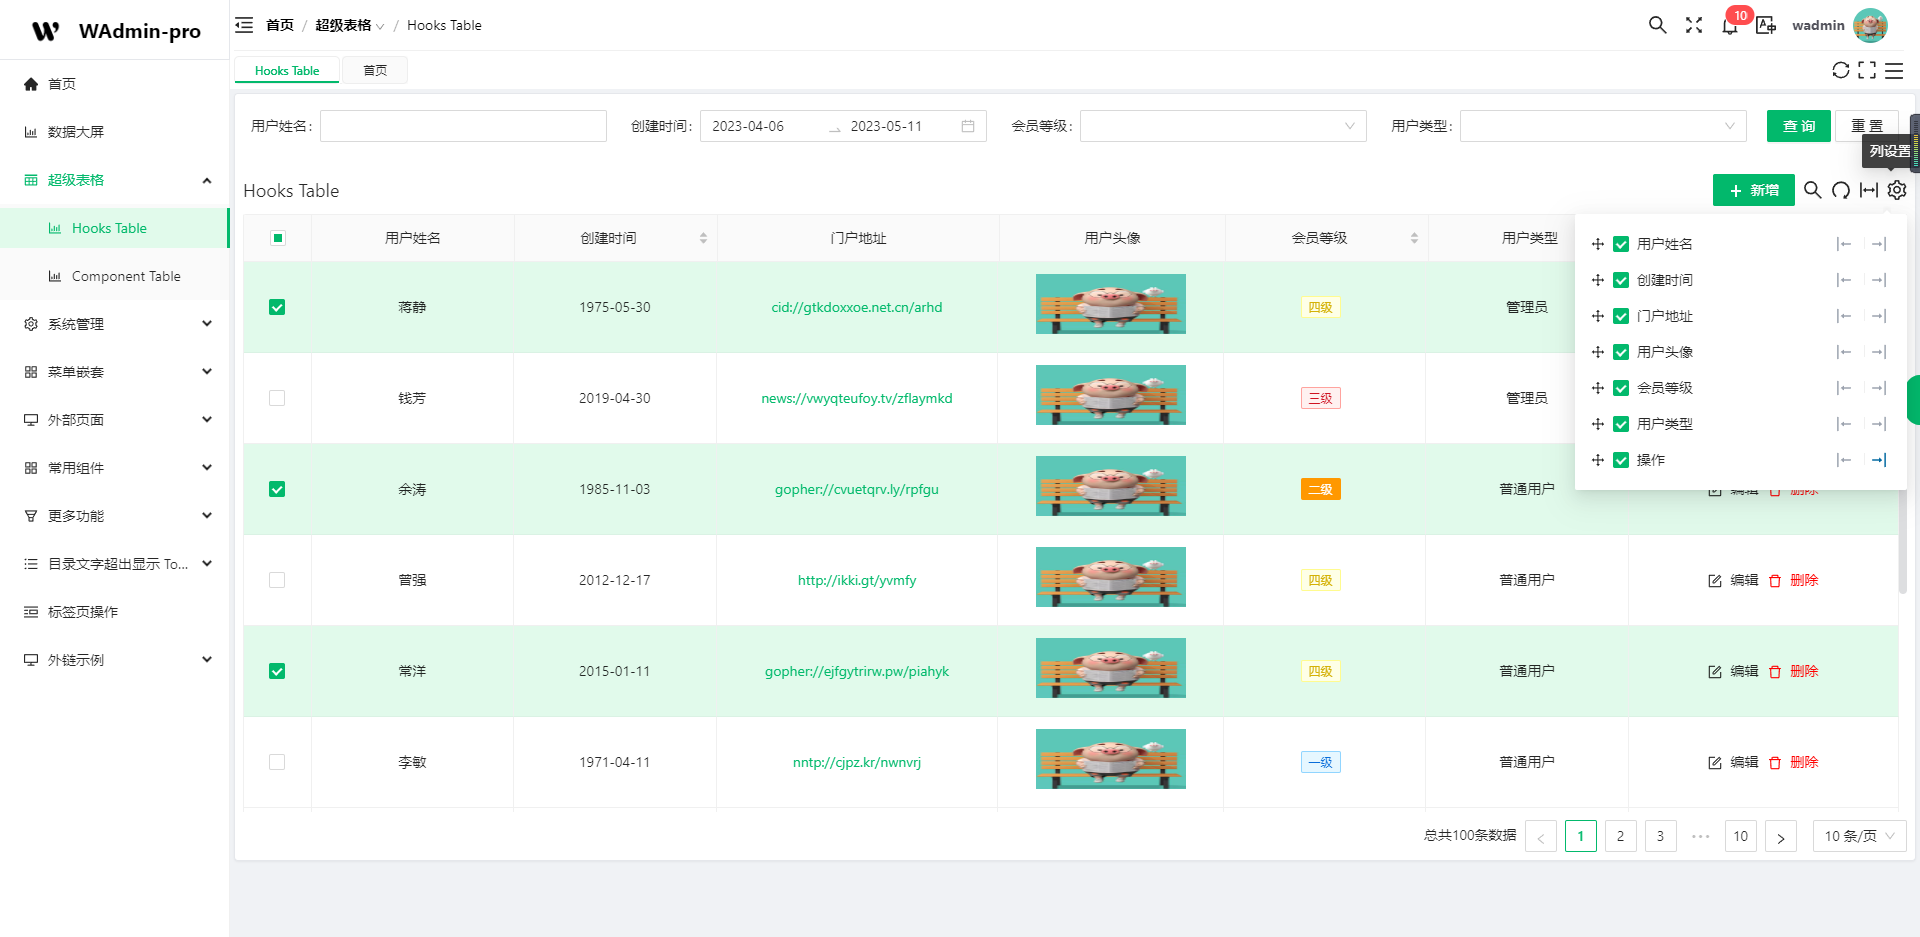 WAdmin-pro
首页 / 超级表格 / Hooks Table
10
wadmin
Hooks Table
首页
首页
数据大屏
超级表格
Hooks Table
Component Table
系统管理
菜单嵌套
外部页面
常用组件
更多功能
目录文字超出显示 To...
标签页操作
外链示例
用户姓名:
创建时间: 2023-04-06 2023-05-11
会员等级:
用户类型:
查 询
重 置
列设置
Hooks Table
+ 新增
用户姓名 创建时间 门户地址 用户头像 会员等级 用户类型
蒋静 1975-05-30 cid://gtkdoxxoe.net.cn/arhd 四级 管理员
钱芳 2019-04-30 news://vwyqteufoy.tv/zflaymkd 三级 管理员
余涛 1985-11-03 gopher://cvuetqrv.ly/rpfgu 二级 普通用户 编辑 删除
曾强 2012-12-17 http://ikki.gt/yvmfy 四级 普通用户 编辑 删除
常洋 2015-01-11 gopher://ejfgytrirw.pw/piahyk 四级 普通用户 编辑 删除
李敏 1971-04-11 nntp://cjpz.kr/nwnvrj 一级 普通用户 编辑 删除
用户姓名
创建时间
门户地址
用户头像
会员等级
用户类型
操作
总共100条数据 < 1 2 3 ••• 10 > 10 条/页